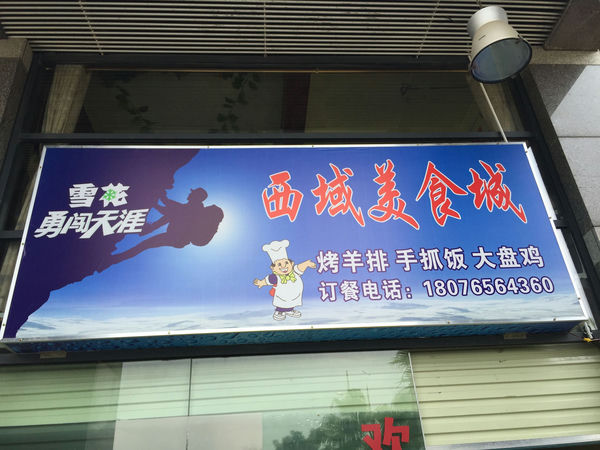 雪花
勇闯天涯
西域美食城
烤羊排 手抓饭 大盘鸡
订餐电话：18076564360
欢